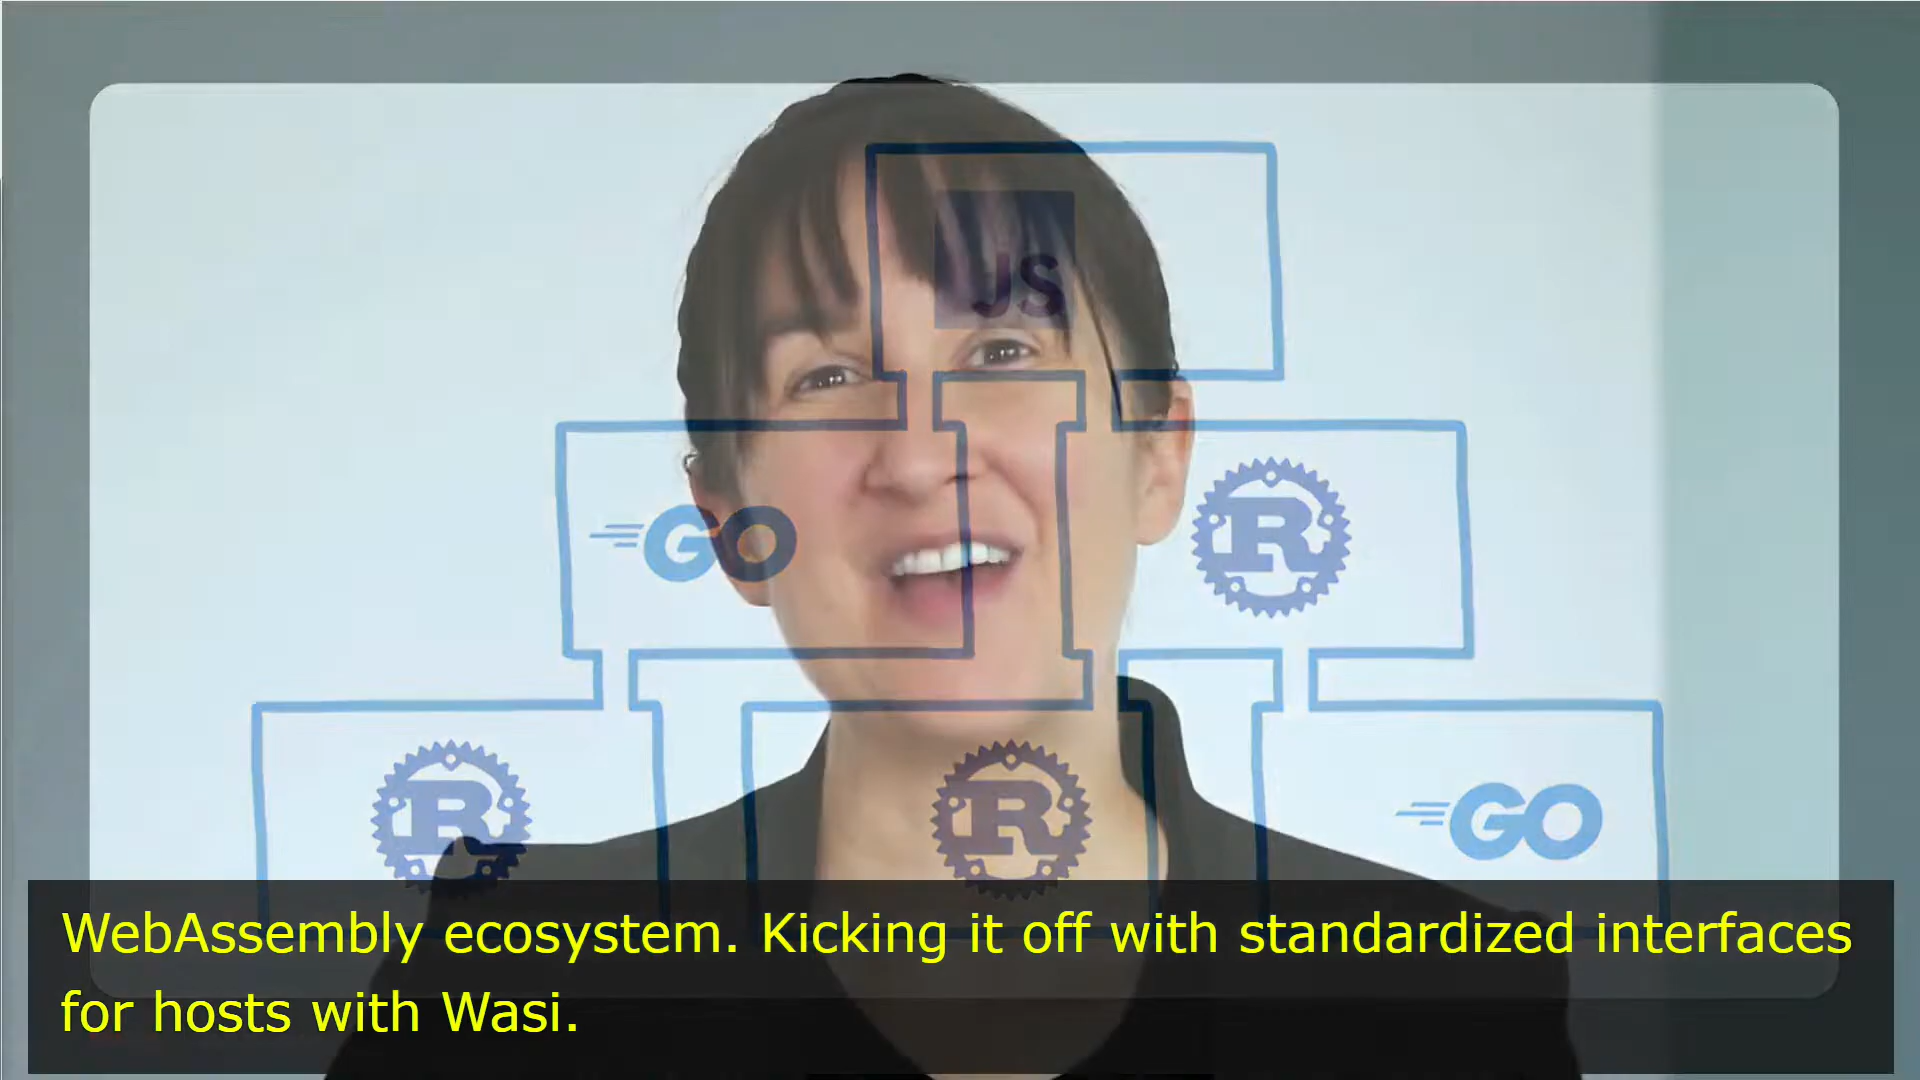 JS
GO
R
R
R
GO
WebAssembly ecosystem. Kicking it off with standardized interfaces
for hosts with Wasi.